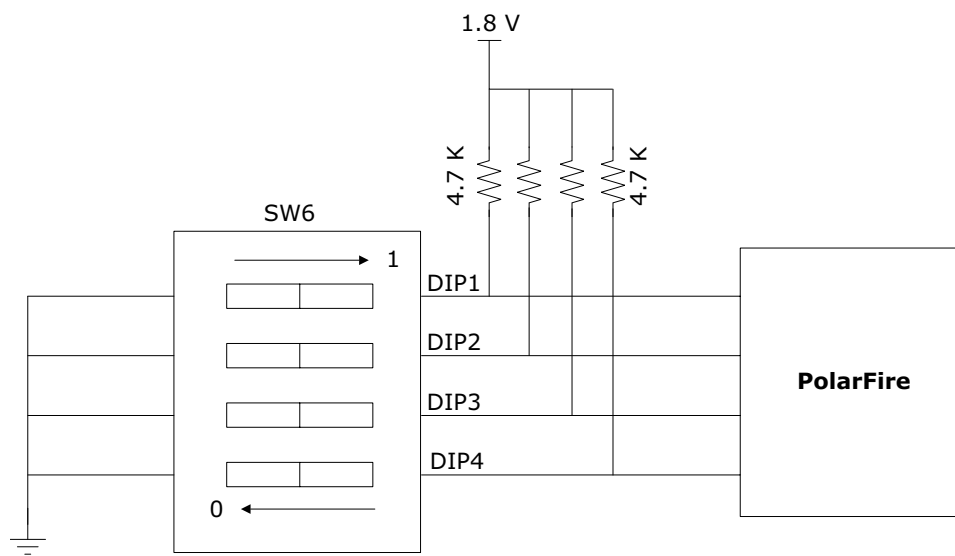 1.8 V
4.7 K
4.7 K
SW6
1
DIP1
DIP2
DIP3
DIP4
0
PolarFire